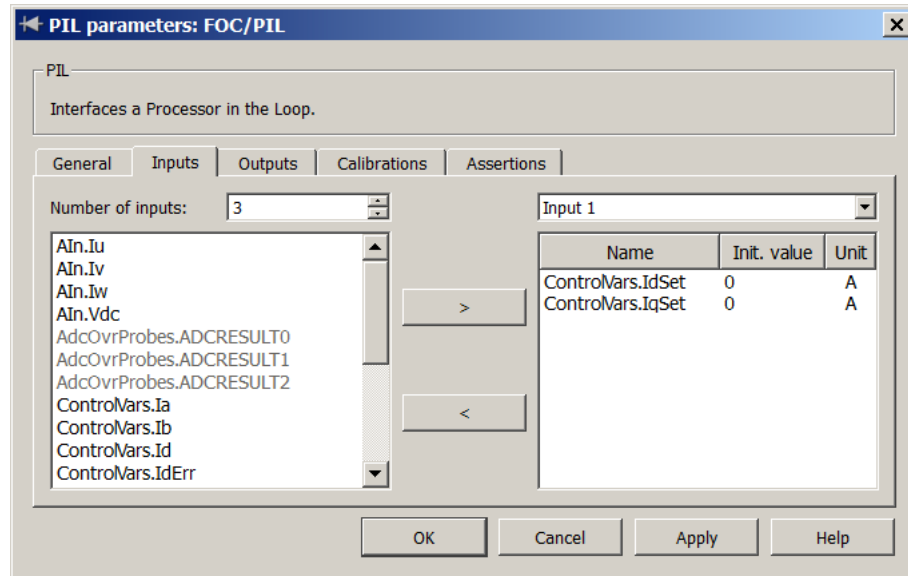 PIL parameters: FOC/PIL
PIL
Interfaces a Processor in the Loop.
General Inputs Outputs Calibrations Assertions
Number of inputs: 3
Input 1
AIn.Iu
AIn.Iv
AIn.Iw
AIn.Vdc
AdcOvrProbes.ADCRESULT0
AdcOvrProbes.ADCRESULT1
AdcOvrProbes.ADCRESULT2
ControlVars.Ia
ControlVars.Ib
ControlVars.Id
ControlVars.IdErr
>
<
Name Init. value Unit
ControlVars.IdSet 0 A
ControlVars.IqSet 0 A
OK Cancel Apply Help